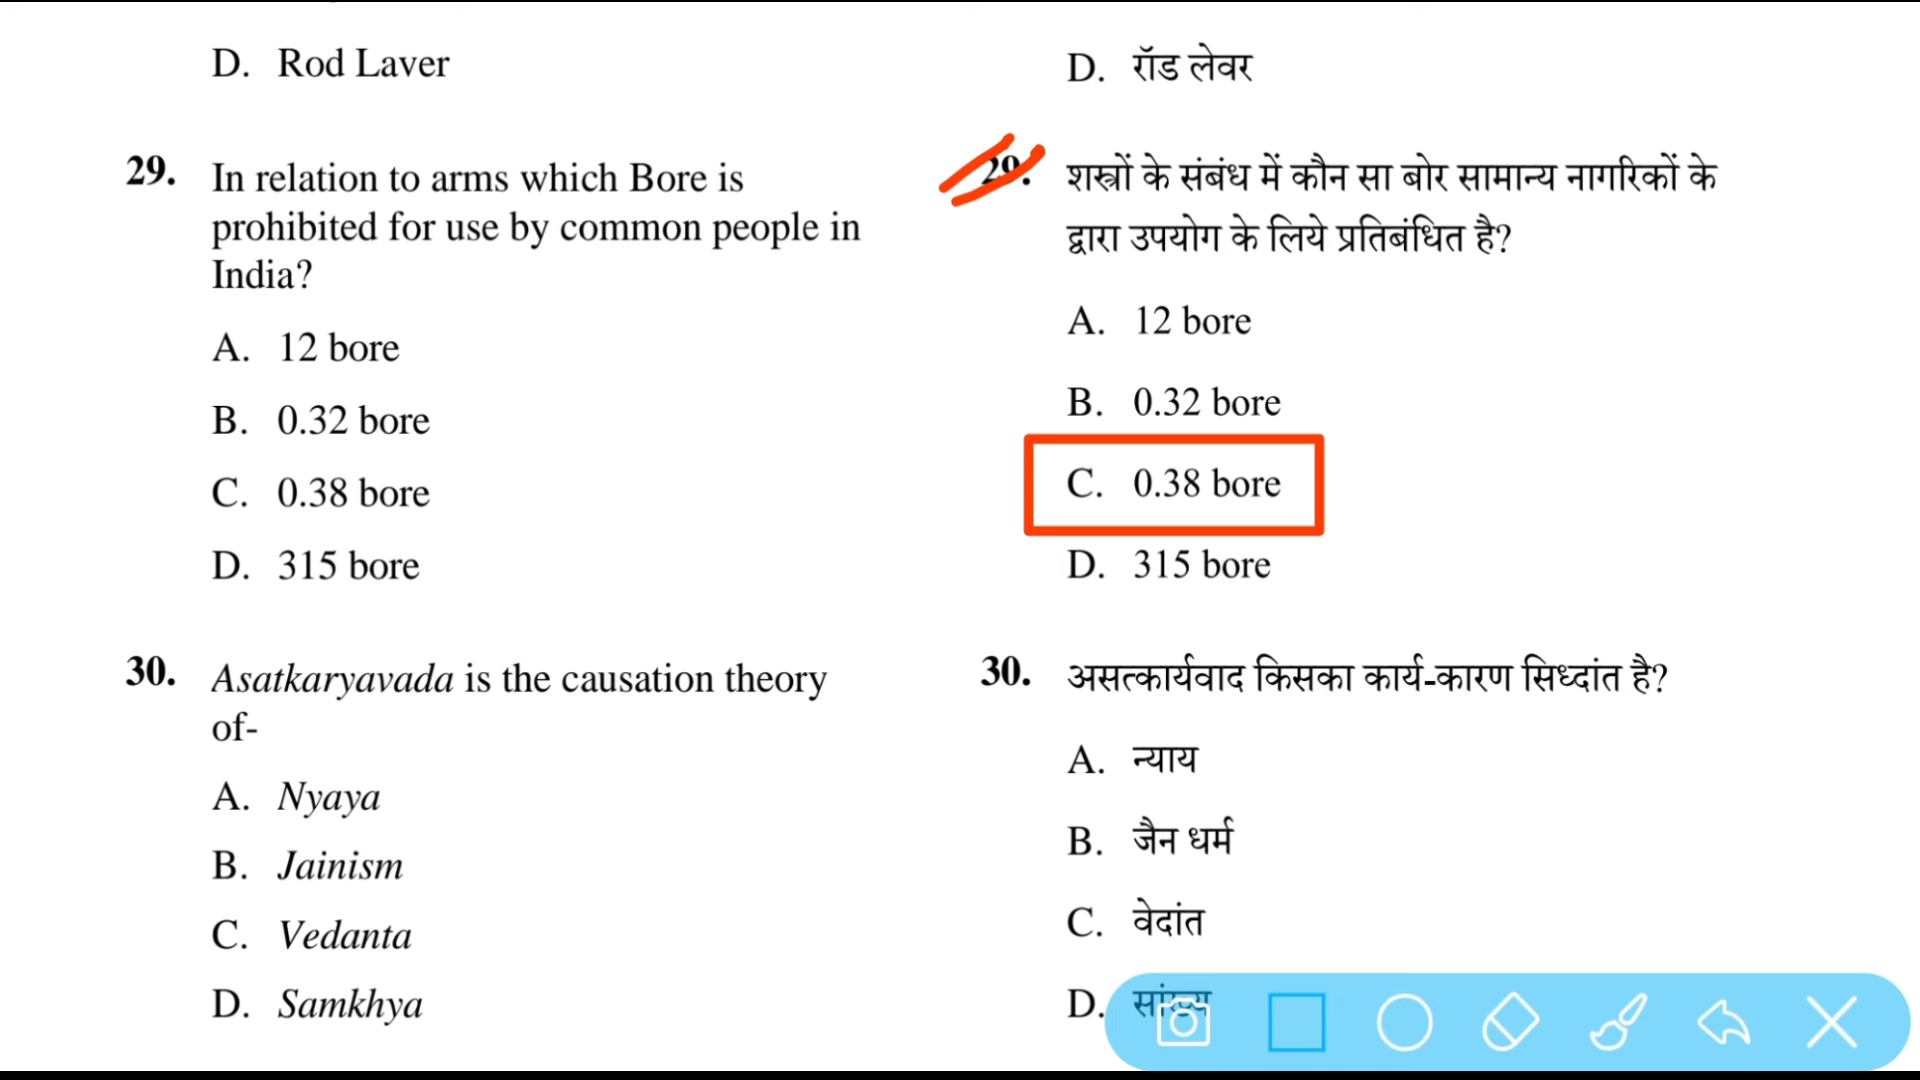 D. Rod Laver
29. In relation to arms which Bore is
prohibited for use by common people in
India?
A. 12 bore
B. 0.32 bore
C. 0.38 bore
D. 315 bore
30. Asatkaryavada is the causation theory
of-
A. Nyaya
B. Jainism
C. Vedanta
D. Samkhya
D. रॉड लेवर
29. शस्त्रों के संबंध में कौन सा बोर सामान्य नागरिकों के
द्वारा उपयोग के लिये प्रतिबंधित है?
A. 12 bore
B. 0.32 bore
C. 0.38 bore
D. 315 bore
30. असत्कार्यवाद किसका कार्य-कारण सिध्दांत है?
A. न्याय
B. जैन धर्म
C. वेदांत
D. सांख्य